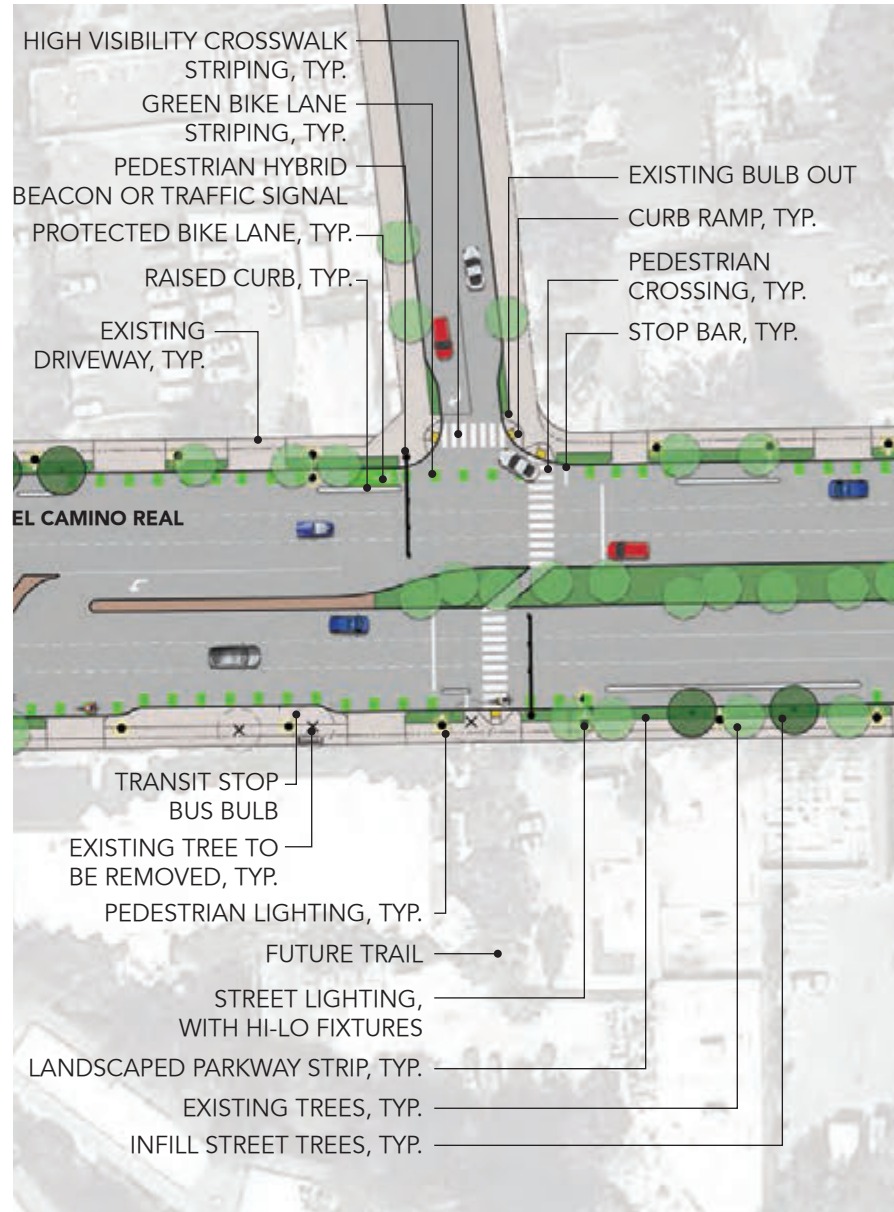 HIGH VISIBILITY CROSSWALK
STRIPING, TYP.
GREEN BIKE LANE
STRIPING, TYP.
PEDESTRIAN HYBRID
BEACON OR TRAFFIC SIGNAL
PROTECTED BIKE LANE, TYP.
RAISED CURB, TYP.
EXISTING
DRIVEWAY, TYP.
EXISTING BULB OUT
CURB RAMP, TYP.
PEDESTRIAN
CROSSING, TYP.
STOP BAR, TYP.
EL CAMINO REAL
TRANSIT STOP
BUS BULB
EXISTING TREE TO
BE REMOVED, TYP.
PEDESTRIAN LIGHTING, TYP.
FUTURE TRAIL
STREET LIGHTING,
WITH HI-LO FIXTURES
LANDSCAPED PARKWAY STRIP, TYP.
EXISTING TREES, TYP.
INFILL STREET TREES, TYP.